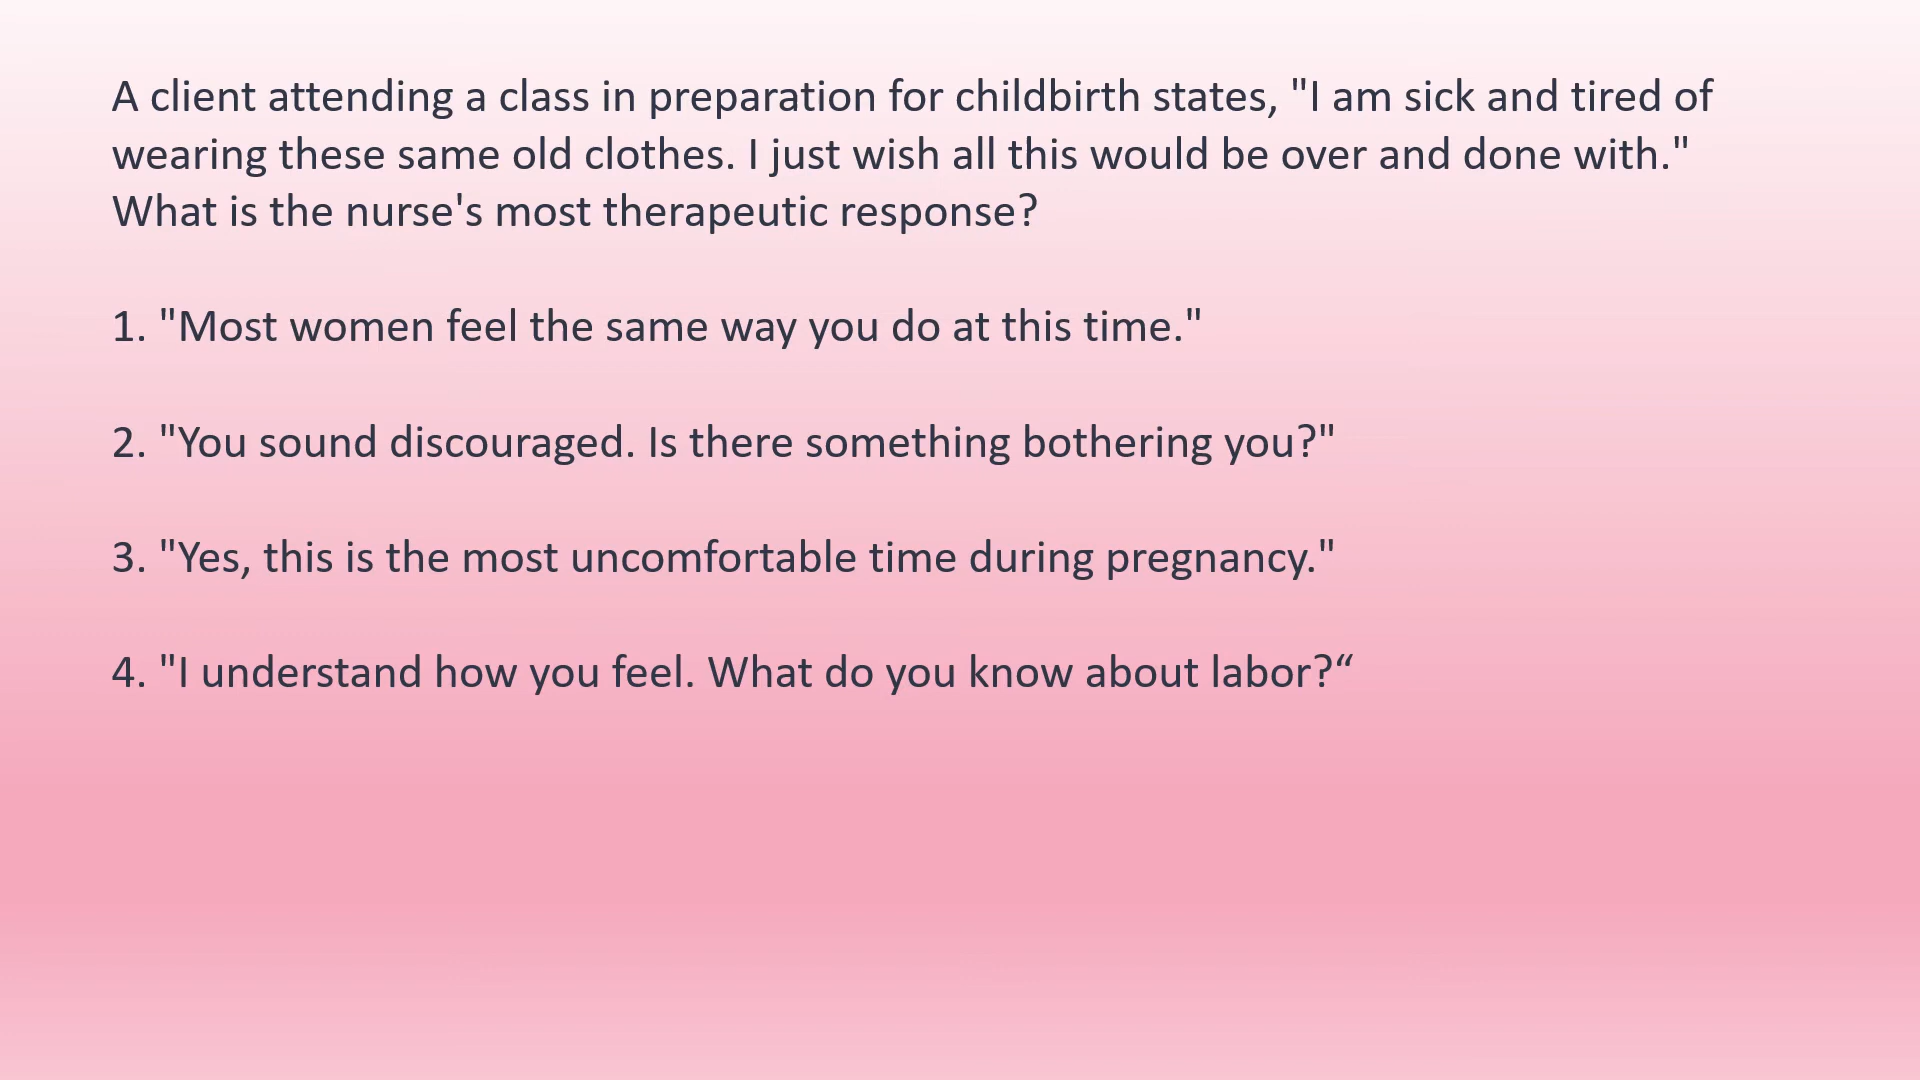 A client attending a class in preparation for childbirth states, "I am sick and tired of
wearing these same old clothes. I just wish all this would be over and done with."
What is the nurse's most therapeutic response?
1. "Most women feel the same way you do at this time."
2. "You sound discouraged. Is there something bothering you?"
3. "Yes, this is the most uncomfortable time during pregnancy."
4. "I understand how you feel. What do you know about labor?“